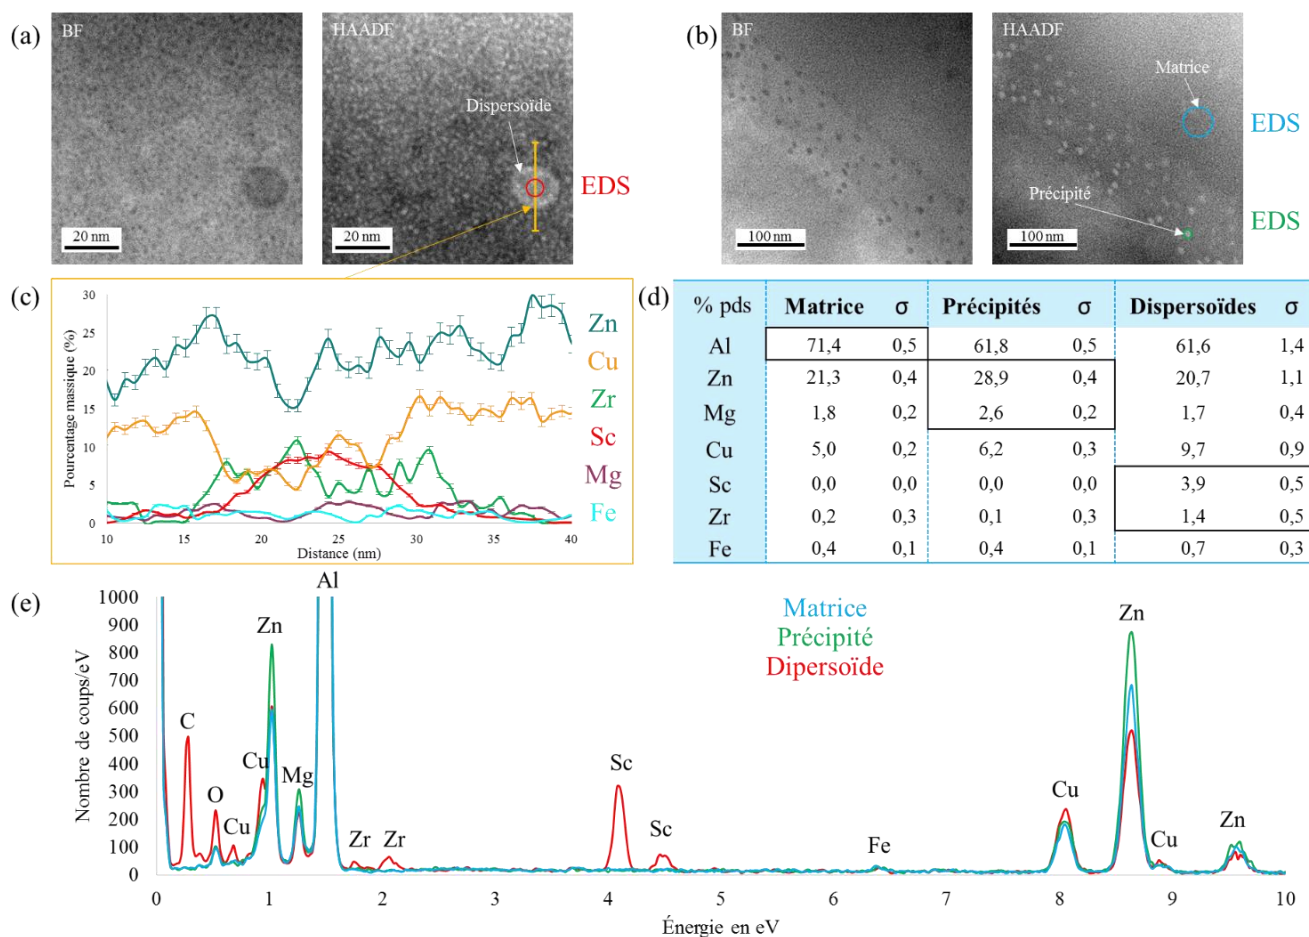 (a)
BF
HAADF
Dispersoïde
EDS
20 nm
20 nm
(b)
BF
HAADF
Matrice
EDS
Précipité
EDS
100 nm
100 nm
(c)
30
25
20
15
10
5
0
Pourcentage massique (%)
10 15 20 25 30 35 40
Distance (nm)
Zn
Cu
Zr
Sc
Mg
Fe
(d)
% pds Matrice σ Précipités σ Dispersoïdes σ
Al 71,4 0,5 61,8 0,5 61,6 1,4
Zn 21,3 0,4 28,9 0,4 20,7 1,1
Mg 1,8 0,2 2,6 0,2 1,7 0,4
Cu 5,0 0,2 6,2 0,3 9,7 0,9
Sc 0,0 0,0 0,0 0,0 3,9 0,5
Zr 0,2 0,3 0,1 0,3 1,4 0,5
Fe 0,4 0,1 0,4 0,1 0,7 0,3
(e)
1000
900
800
700
600
500
400
300
200
100
0
Nombre de coups/eV
C
O
Cu
Cu
Zn
Mg
Al
Zr
Zr
Sc
Sc
Fe
Cu
Zn
Cu
Zn
Matrice
Précipité
Dipersoïde
0 1 2 3 4 5 6 7 8 9 10
Énergie en eV